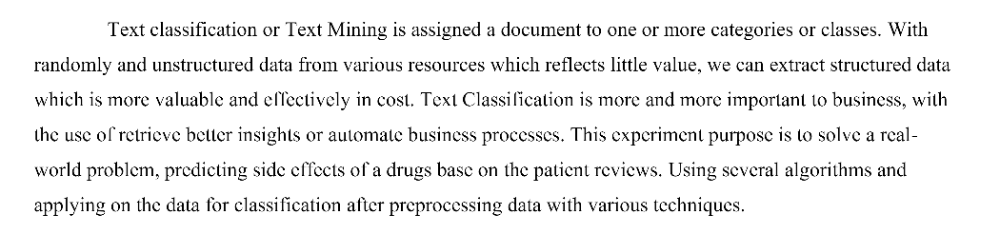 Text classification or Text Mining is assigned a document to one or more categories or classes. With
randomly and unstructured data from various resources which reflects little value, we can extract structured data
which is more valuable and effectively in cost. Text Classification is more and more important to business, with
the use of retrieve better insights or automate business processes. This experiment purpose is to solve a real-
world problem, predicting side effects of a drugs base on the patient reviews. Using several algorithms and
applying on the data for classification after preprocessing data with various techniques.